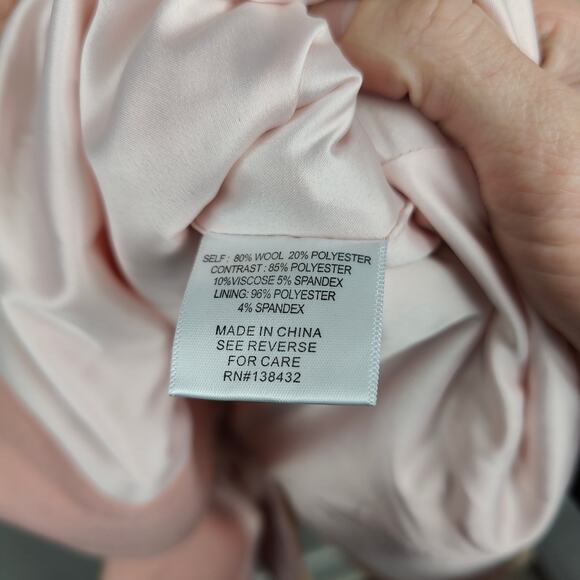 SELF : 80% WOOL 20% POLYESTER
CONTRAST : 85% POLYESTER
10%VISCOSE 5% SPANDEX
LINING: 96% POLYESTER
4% SPANDEX
MADE IN CHINA
SEE REVERSE
FOR CARE
RN#138432